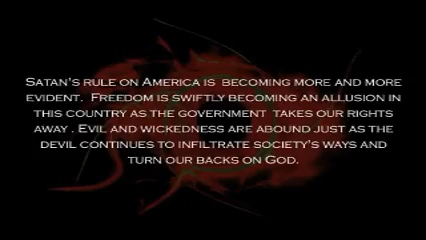 Satan's rule on America is becoming more and more
evident. Freedom is swiftly becoming an allusion in
this country as the government takes our rights
away . Evil and wickedness are abound just as the
devil continues to infiltrate society's ways and
turn our backs on God.